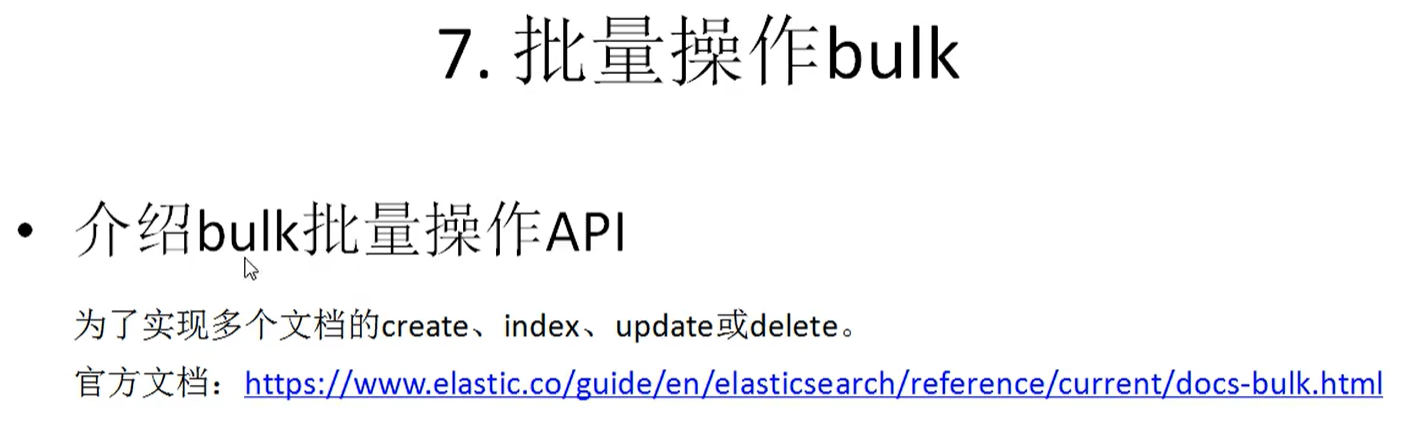 7. 批量操作bulk
• 介绍bulk批量操作API
为了实现多个文档的create、index、update或delete。
官方文档：https://www.elastic.co/guide/en/elasticsearch/reference/current/docs-bulk.html